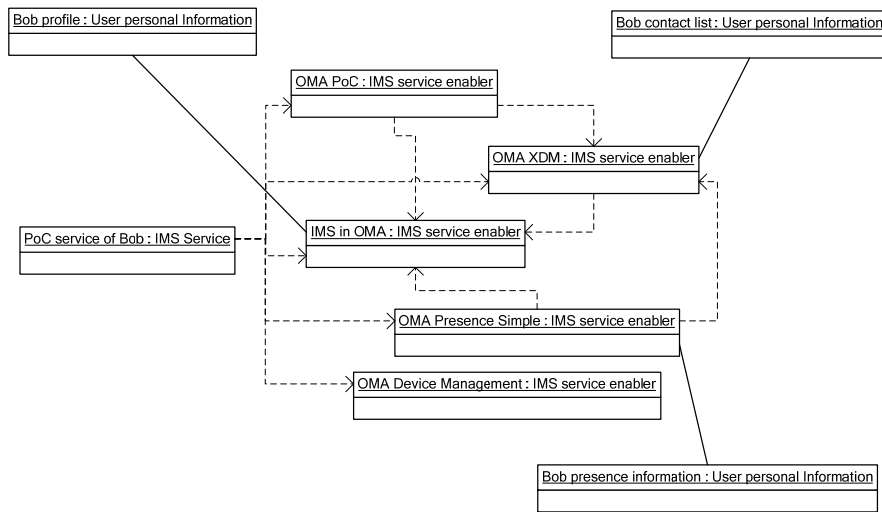 Bob profile : User personal Information
Bob contact list : User personal Information
OMA PoC : IMS service enabler
OMA XDM : IMS service enabler
PoC service of Bob : IMS Service
IMS in OMA : IMS service enabler
OMA Presence Simple : IMS service enabler
OMA Device Management : IMS service enabler
Bob presence information : User personal Information